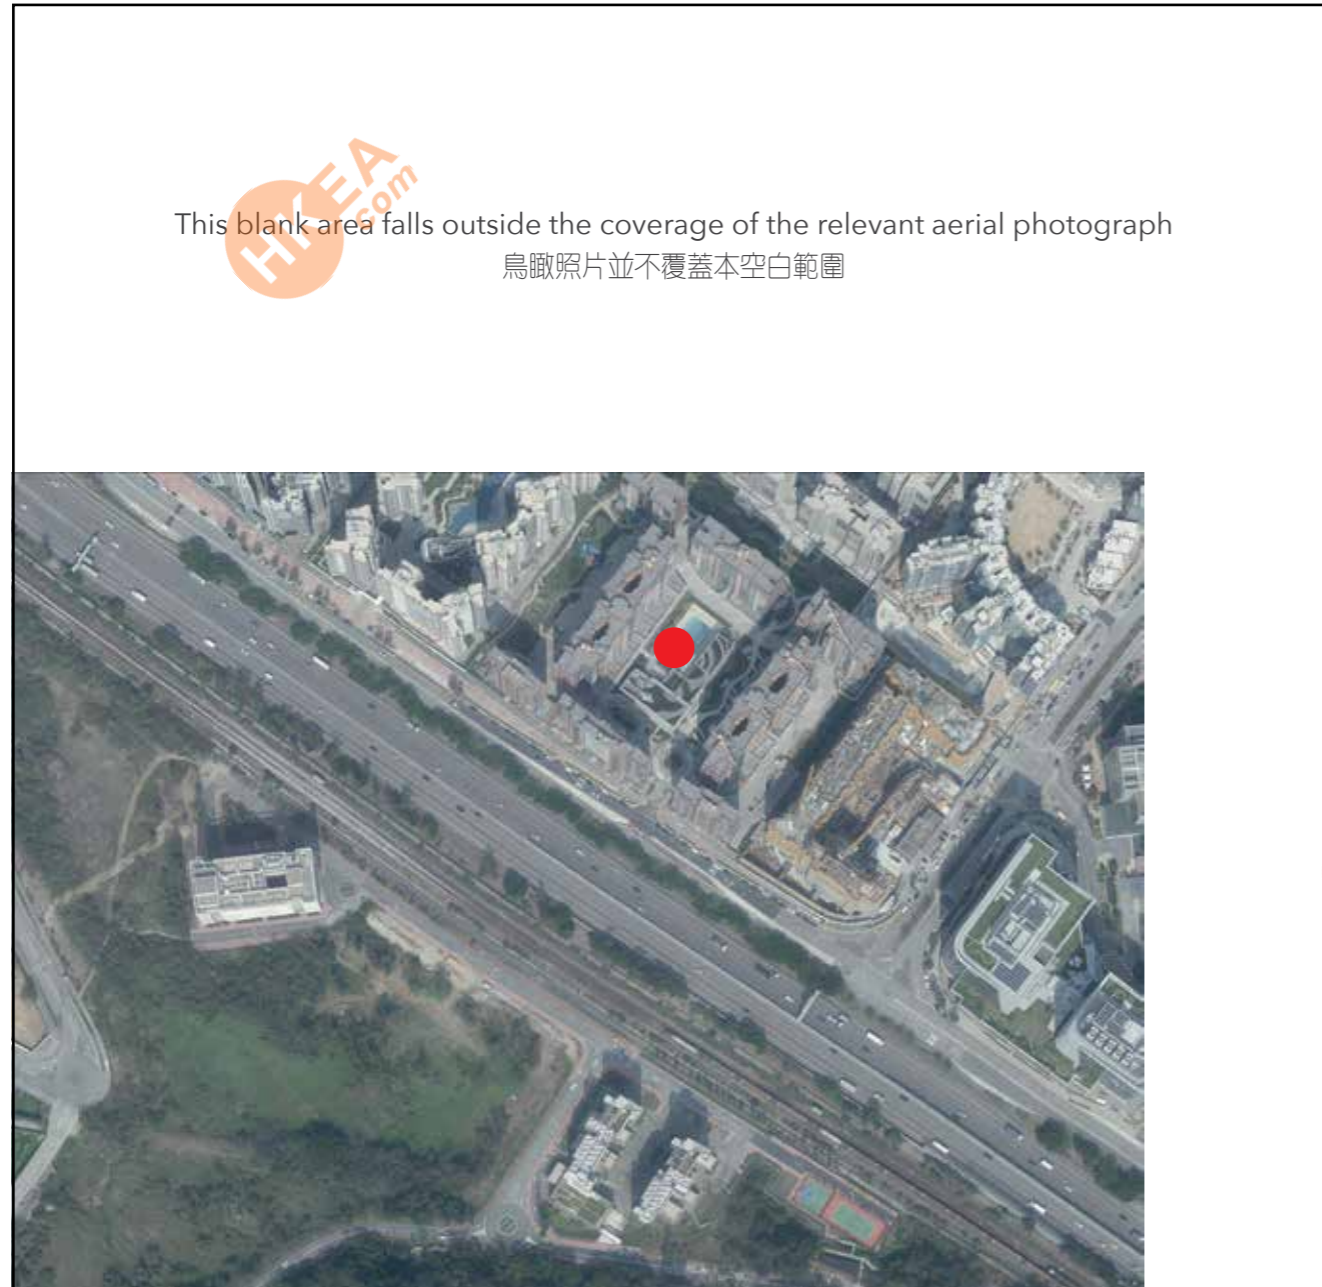 HKEA
.com
This blank area falls outside the coverage of the relevant aerial photograph
鳥瞰照片並不覆蓋本空白範圍